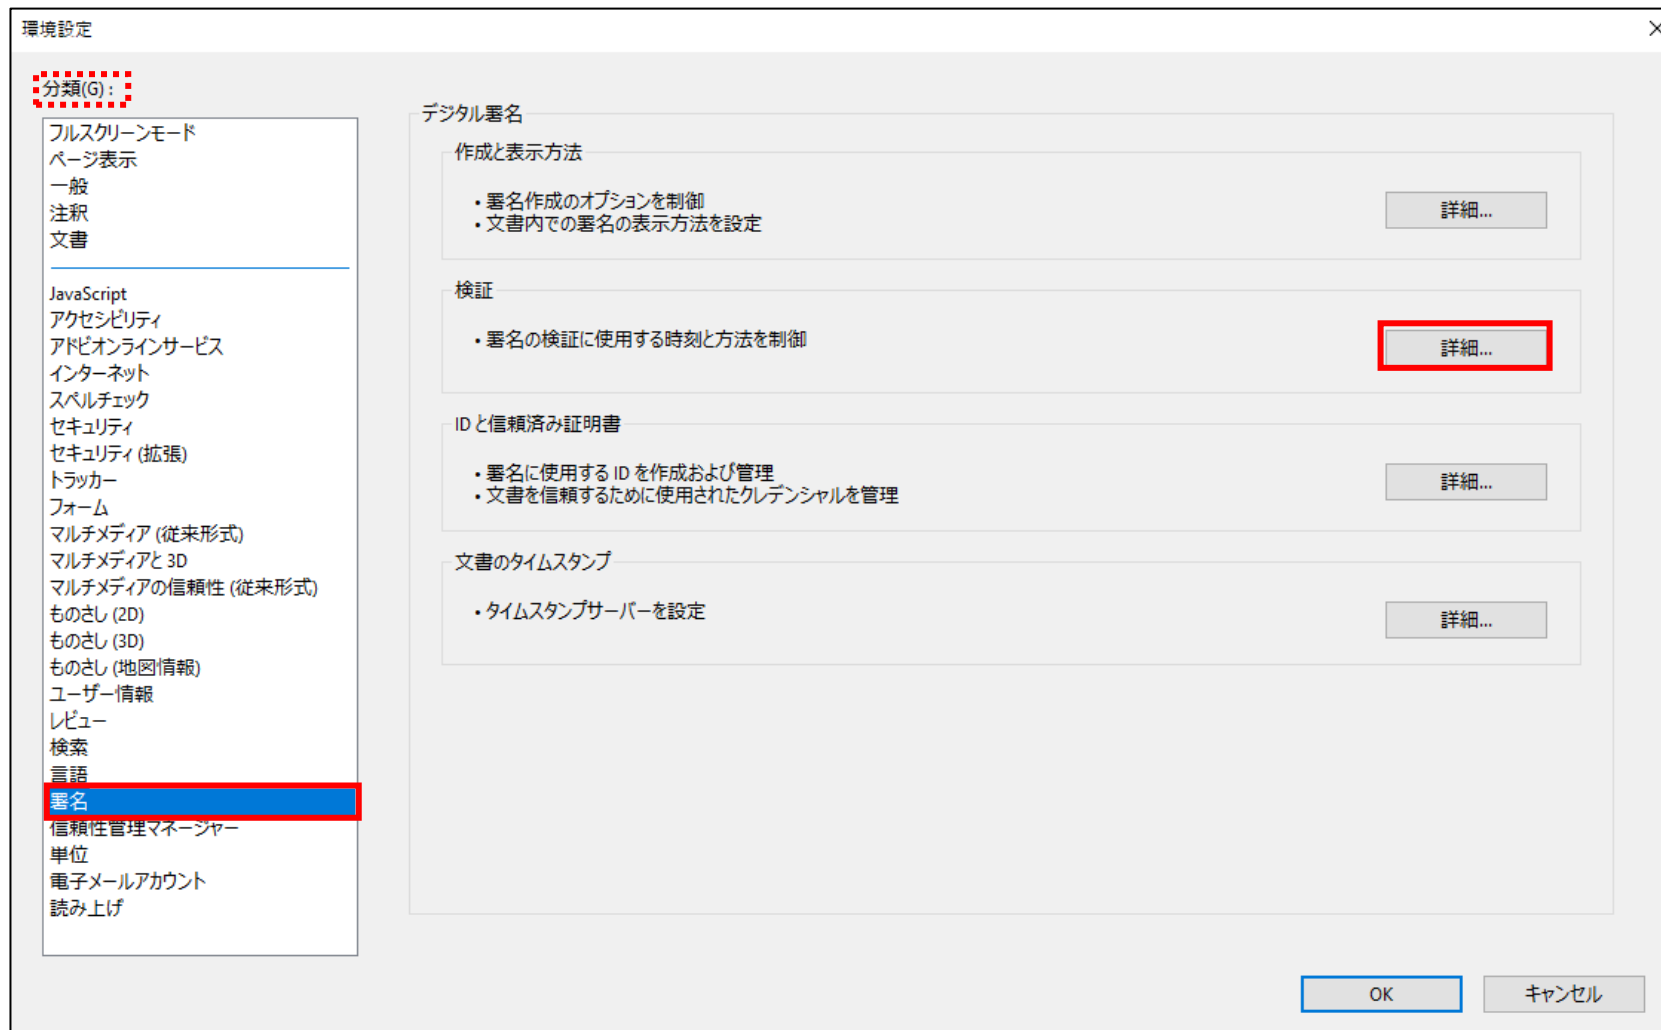 環境設定
分類(G) :
フルスクリーンモード
ページ表示
一般
注釈
文書
JavaScript
アクセシビリティ
アドビオンラインサービス
インターネット
スペルチェック
セキュリティ
セキュリティ (拡張)
トラッカー
フォーム
マルチメディア (従来形式)
マルチメディアと 3D
マルチメディアの信頼性 (従来形式)
ものさし (2D)
ものさし (3D)
ものさし (地図情報)
ユーザー情報
レビュー
検索
言語
署名
信頼性管理マネージャー
単位
電子メールアカウント
読み上げ
デジタル署名
作成と表示方法
• 署名作成のオプションを制御
• 文書内での署名の表示方法を設定
詳細...
検証
• 署名の検証に使用する時刻と方法を制御
詳細...
ID と信頼済み証明書
• 署名に使用する ID を作成および管理
• 文書を信頼するために使用されたクレデンシャルを管理
詳細...
文書のタイムスタンプ
• タイムスタンプサーバーを設定
詳細...
OK
キャンセル